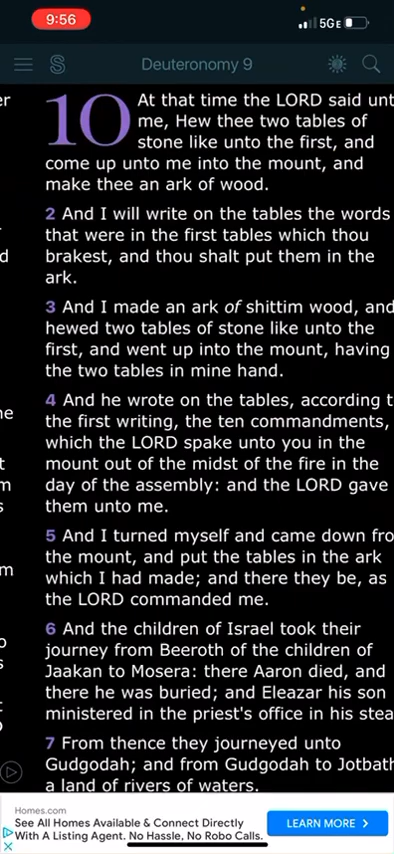 9:56
5GE
Deuteronomy 9
10 At that time the LORD said unt
me, Hew thee two tables of
stone like unto the first, and
come up unto me into the mount, and
make thee an ark of wood.
2 And I will write on the tables the words
that were in the first tables which thou
brakest, and thou shalt put them in the
ark.
3 And I made an ark of shittim wood, and
hewed two tables of stone like unto the
first, and went up into the mount, having
the two tables in mine hand.
4 And he wrote on the tables, according t
the first writing, the ten commandments,
which the LORD spake unto you in the
mount out of the midst of the fire in the
day of the assembly: and the LORD gave
them unto me.
5 And I turned myself and came down fro
the mount, and put the tables in the ark
which I had made; and there they be, as
the LORD commanded me.
6 And the children of Israel took their
journey from Beeroth of the children of
Jaakan to Mosera: there Aaron died, and
there he was buried; and Eleazar his son
ministered in the priest's office in his stea
7 From thence they journeyed unto
Gudgodah; and from Gudgodah to Jotbath
a land of rivers of waters.
Homes.com
See All Homes Available & Connect Directly
With A Listing Agent. No Hassle, No Robo Calls.
LEARN MORE